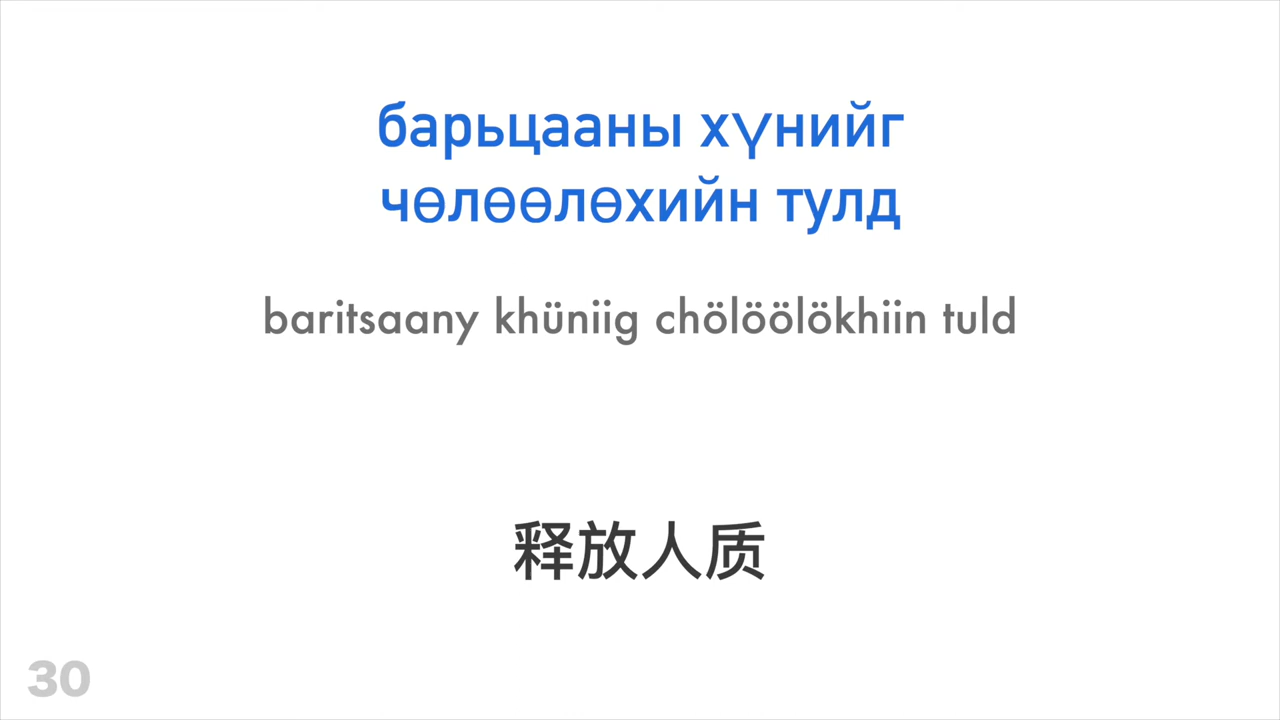 барьцааны хүнийг
чөлөөлөхийн тулд
baritsaany khüniig chölöölökhiin tuld
释放人质
30